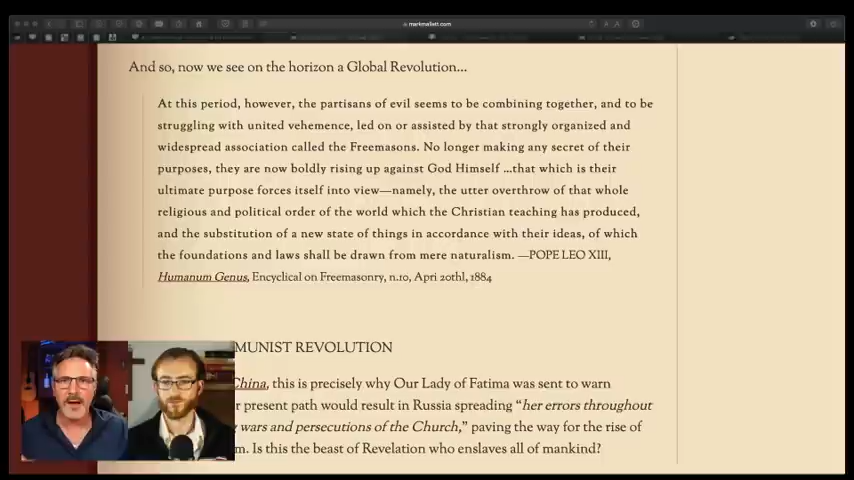 markmallett.com
And so, now we see on the horizon a Global Revolution...
At this period, however, the partisans of evil seems to be combining together, and to be
struggling with united vehemence, led on or assisted by that strongly organized and
widespread association called the Freemasons. No longer making any secret of their
purposes, they are now boldly rising up against God Himself ...that which is their
ultimate purpose forces itself into view—namely, the utter overthrow of that whole
religious and political order of the world which the Christian teaching has produced,
and the substitution of a new state of things in accordance with their ideas, of which
the foundations and laws shall be drawn from mere naturalism. —POPE LEO XIII,
Humanum Genus, Encyclical on Freemasonry, n.10, Apri 20thl, 1884
MUNIST REVOLUTION
China, this is precisely why Our Lady of Fatima was sent to warn
r present path would result in Russia spreading “her errors throughout
wars and persecutions of the Church,” paving the way for the rise of
m. Is this the beast of Revelation who enslaves all of mankind?